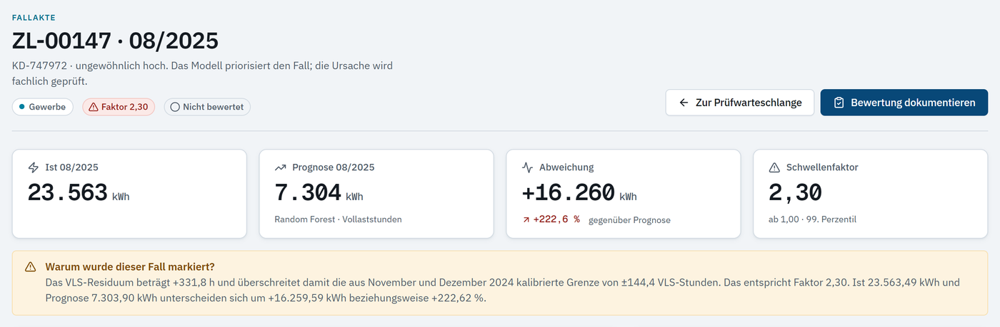 FALLAKTE
ZL-00147 · 08/2025
KD-747972 · ungewöhnlich hoch. Das Modell priorisiert den Fall; die Ursache wird
fachlich geprüft.
Gewerbe
Faktor 2,30
Nicht bewertet
Zur Prüfwarteschlange
Bewertung dokumentieren
Ist 08/2025
23.563 kWh
Prognose 08/2025
7.304 kWh
Random Forest · Vollaststunden
Abweichung
+16.260 kWh
+222,6 % gegenüber Prognose
Schwellenfaktor
2,30
ab 1,00 · 99. Perzentil
Warum wurde dieser Fall markiert?
Das VLS-Residuum beträgt +331,8 h und überschreitet damit die aus November und Dezember 2024 kalibrierte Grenze von ±144,4 VLS-Stunden. Das entspricht Faktor 2,30. Ist 23.563,49 kWh und
Prognose 7.303,90 kWh unterscheiden sich um +16.259,59 kWh beziehungsweise +222,62 %.